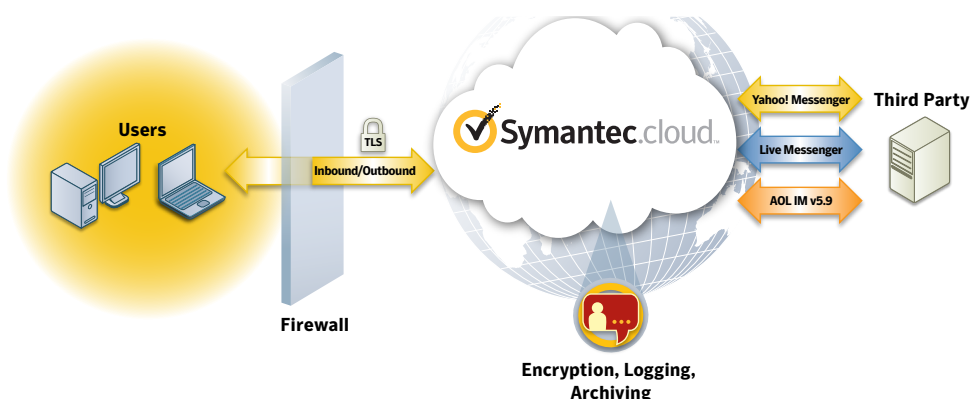 Users
TLS
Inbound/Outbound
Firewall
Symantec.cloud™
Yahoo! Messenger
Live Messenger
AOL IM v5.9
Third Party
Encryption, Logging,
Archiving